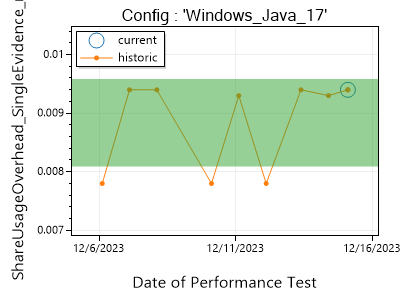 Config : 'Windows_Java_17'
ShareUsageOverhead_SingleEvidence_
current
historic
0.01
0.009
0.008
0.007
12/6/2023
12/11/2023
12/16/2023
Date of Performance Test